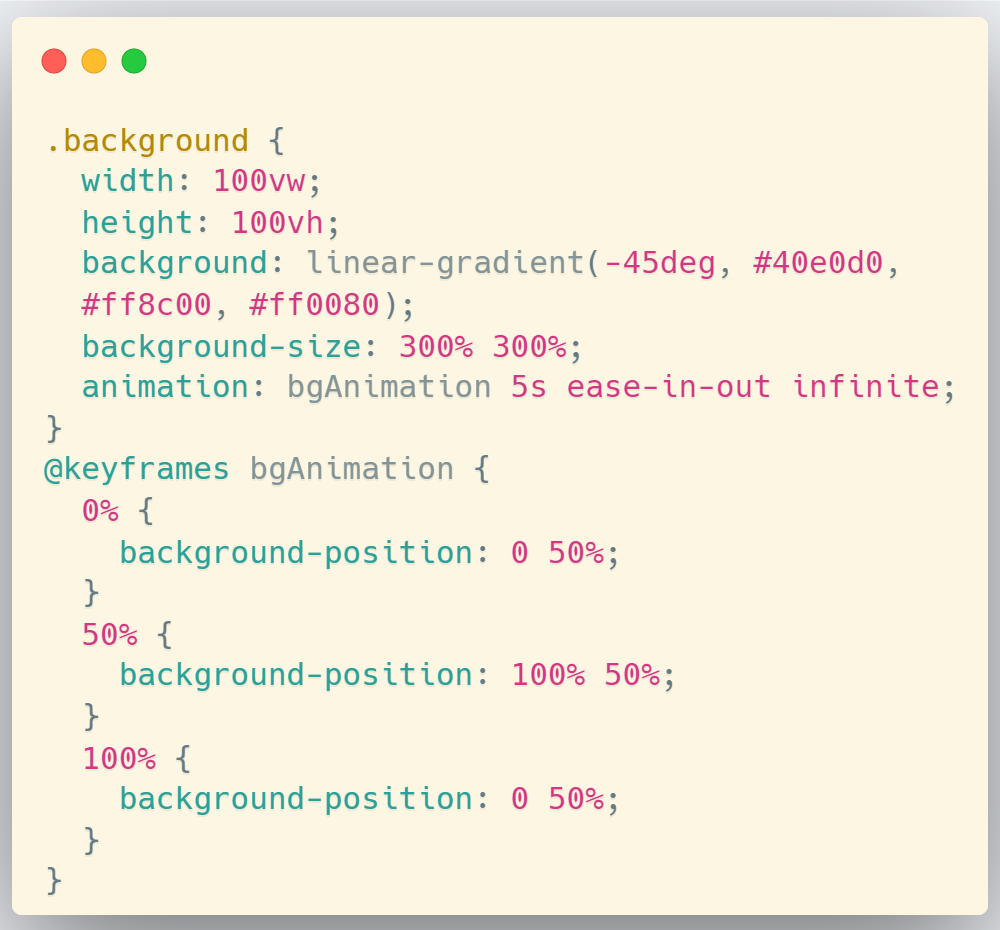 .background {
  width: 100vw;
  height: 100vh;
  background: linear-gradient(-45deg, #40e0d0,
  #ff8c00, #ff0080);
  background-size: 300% 300%;
  animation: bgAnimation 5s ease-in-out infinite;
}
@keyframes bgAnimation {
  0% {
    background-position: 0 50%;
  }
  50% {
    background-position: 100% 50%;
  }
  100% {
    background-position: 0 50%;
  }
}